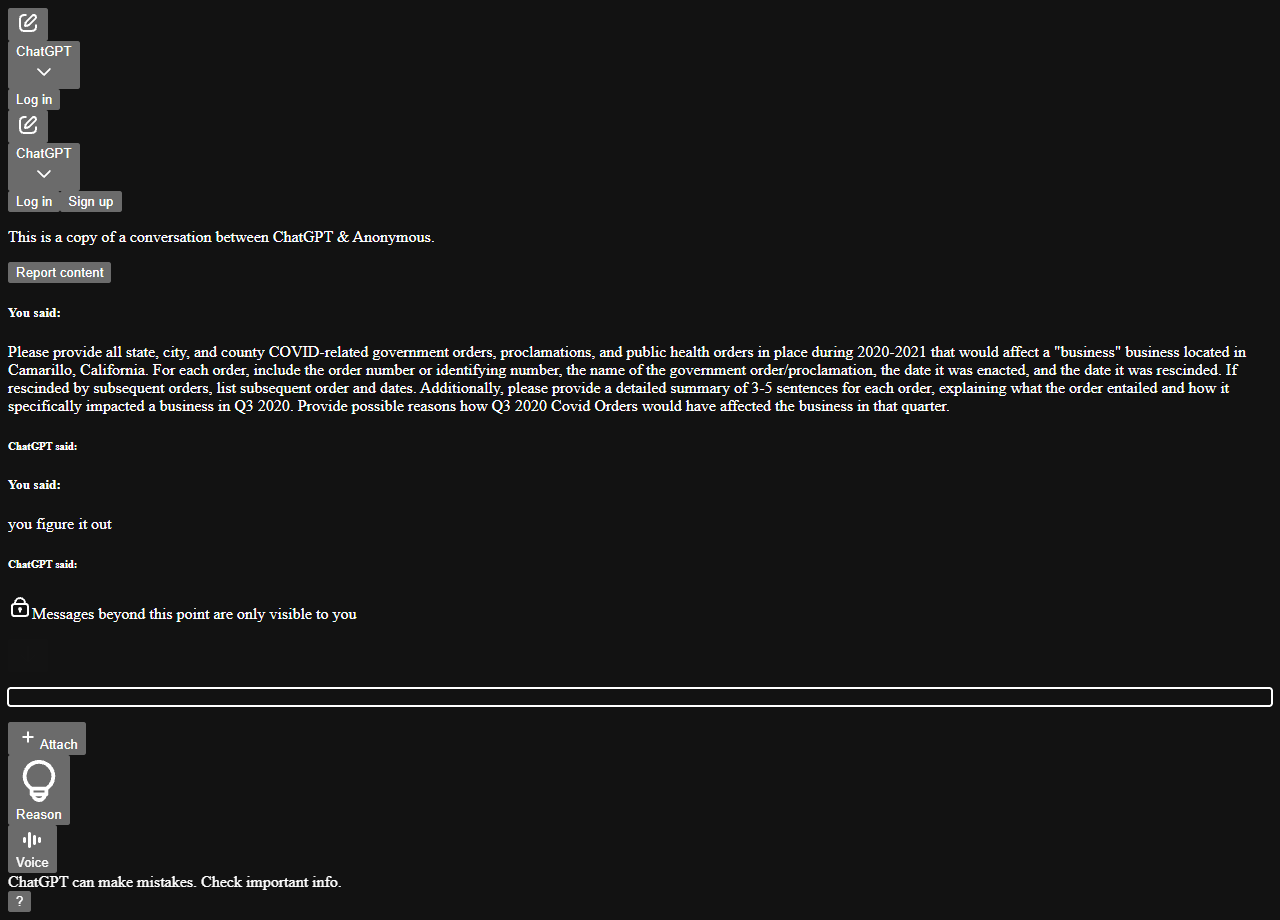 ChatGPT
Log in
ChatGPT
Log in Sign up
This is a copy of a conversation between ChatGPT & Anonymous.
Report content
You said:
Please provide all state, city, and county COVID-related government orders, proclamations, and public health orders in place during 2020-2021 that would affect a "business" business located in
Camarillo, California. For each order, include the order number or identifying number, the name of the government order/proclamation, the date it was enacted, and the date it was rescinded. If
rescinded by subsequent orders, list subsequent order and dates. Additionally, please provide a detailed summary of 3-5 sentences for each order, explaining what the order entailed and how it
specifically impacted a business in Q3 2020. Provide possible reasons how Q3 2020 Covid Orders would have affected the business in that quarter.
ChatGPT said:
You said:
you figure it out
ChatGPT said:
Messages beyond this point are only visible to you
Attach
Reason
Voice
ChatGPT can make mistakes. Check important info.
?